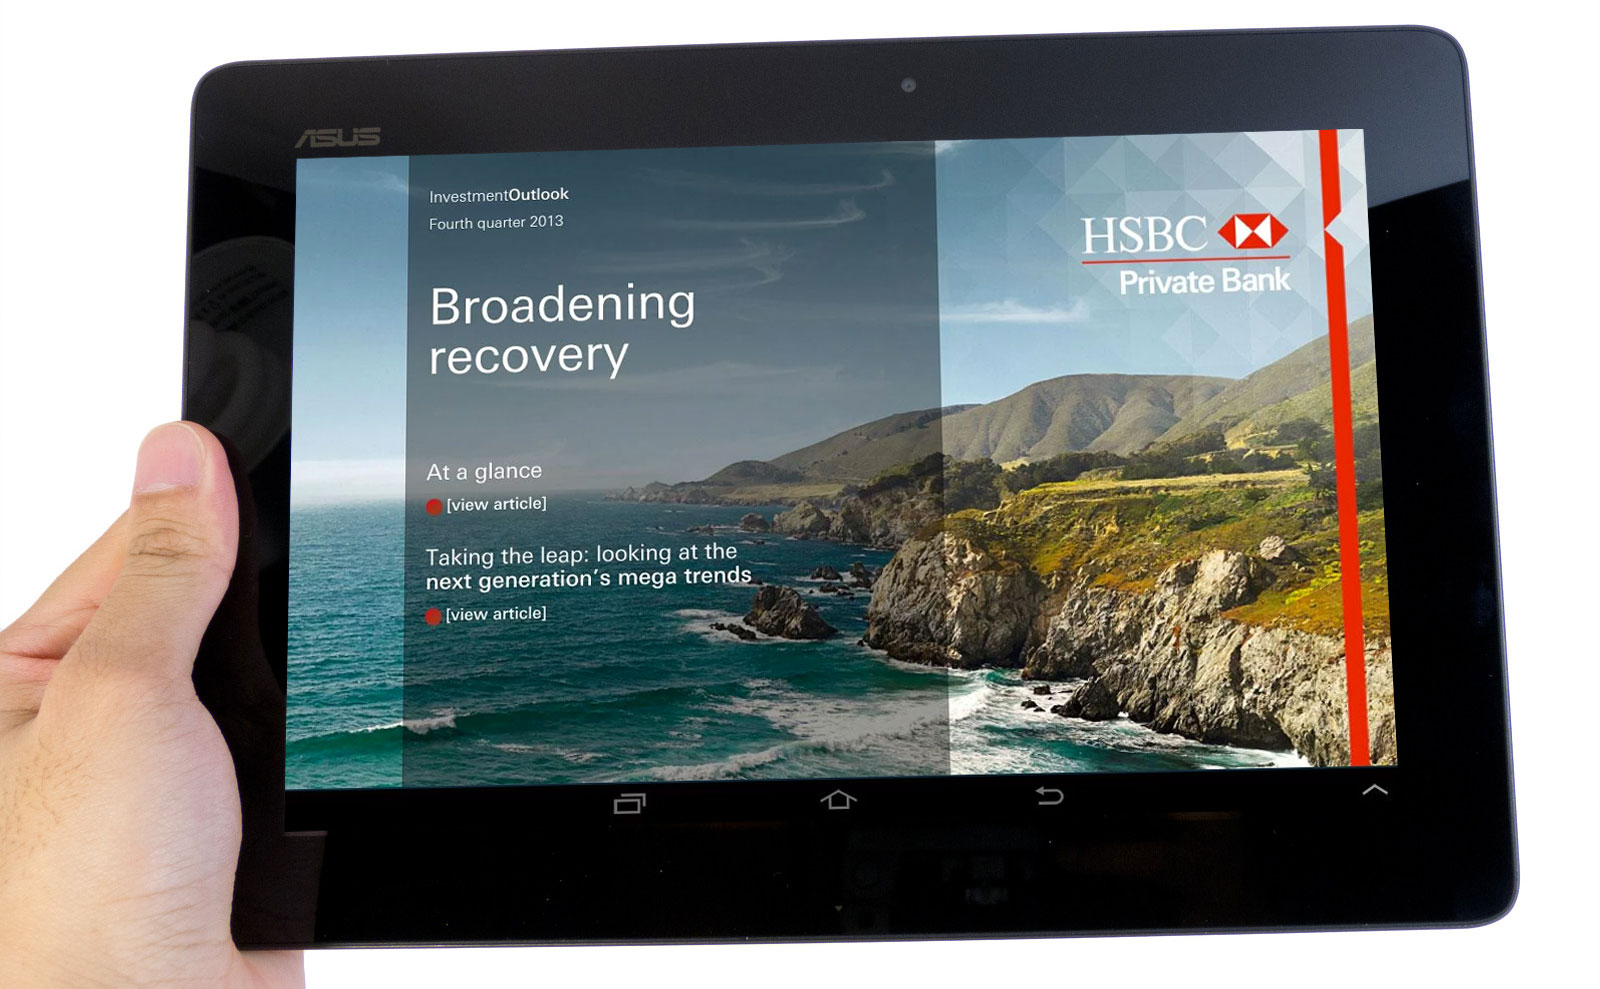 ASUS
InvestmentOutlook
Fourth quarter 2013
HSBC
Private Bank
Broadening
recovery
At a glance
[view article]
Taking the leap: looking at the
next generation's mega trends
[view article]